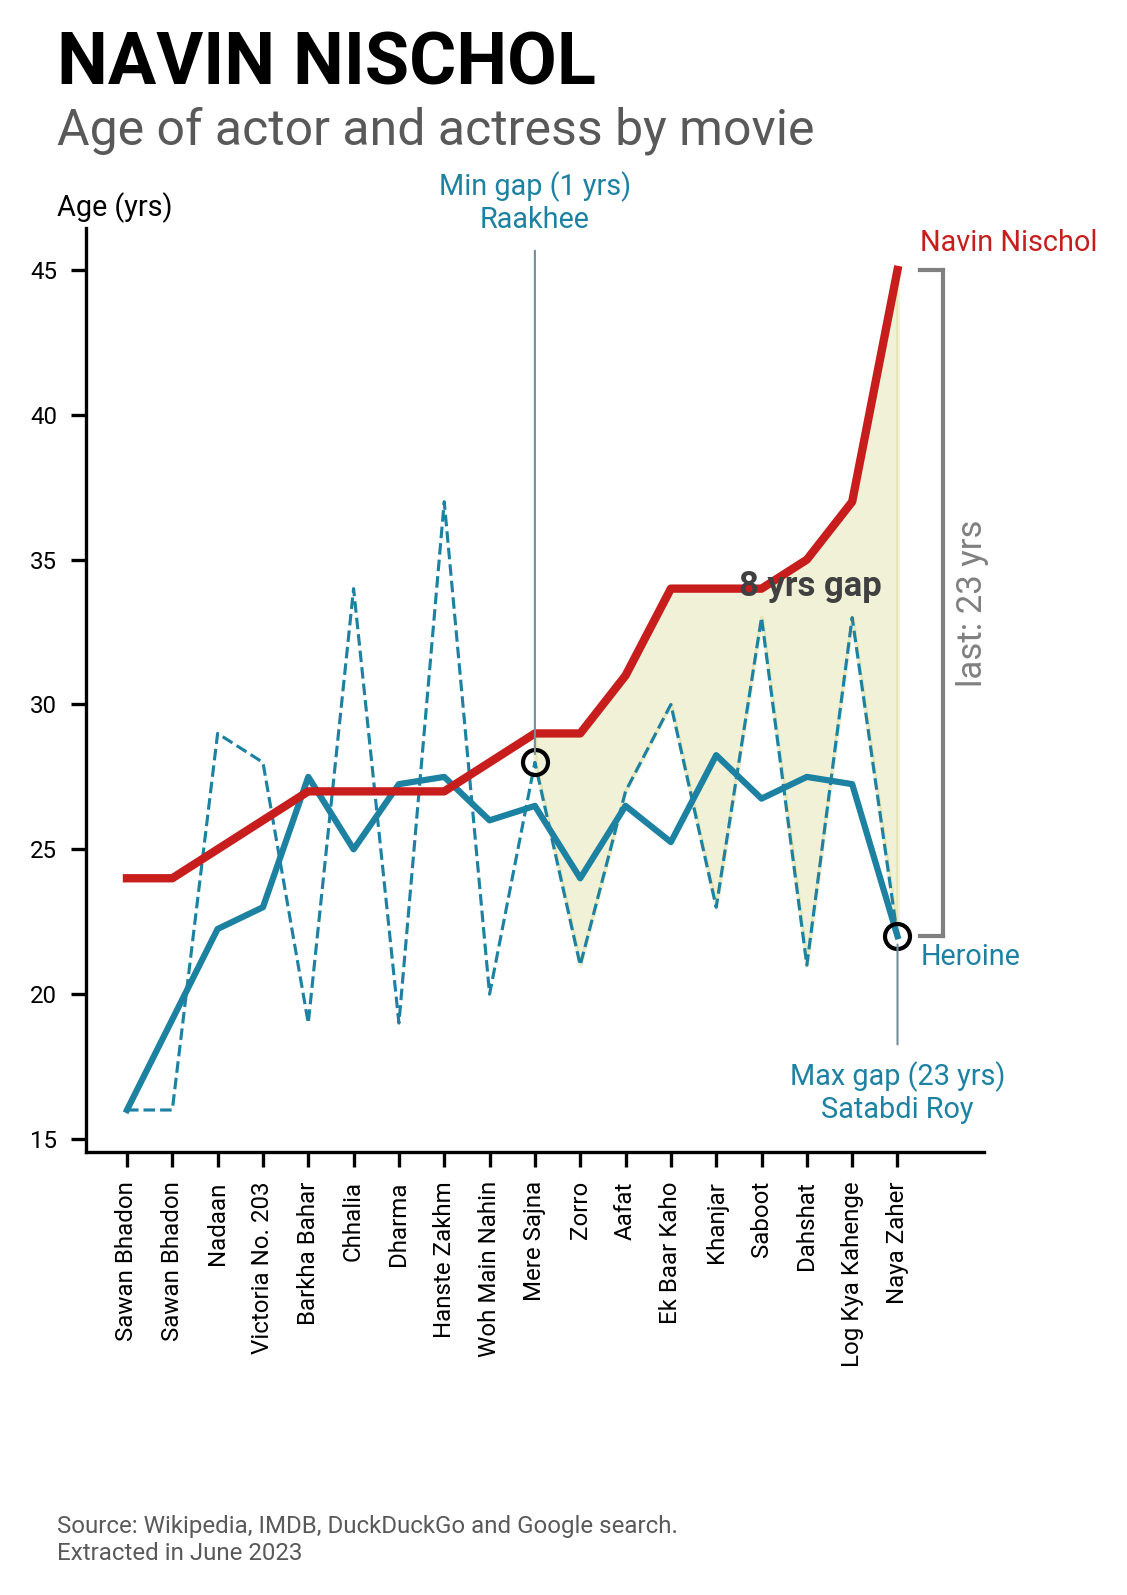 NAVIN NISCHOL
Age of actor and actress by movie
Min gap (1 yrs)
Raakhee
Age (yrs)
Navin Nischol
45
40
35
30
25
20
15
8 yrs gap
last: 23 yrs
Heroine
Max gap (23 yrs)
Satabdi Roy
Sawan Bhadon
Sawan Bhadon
Nadaan
Victoria No. 203
Barkha Bahar
Chhalia
Dharma
Hanste Zakhm
Woh Main Nahin
Mere Sajna
Zorro
Aafat
Ek Baar Kaho
Khanjar
Saboot
Dahshat
Log Kya Kahenge
Naya Zaher
Source: Wikipedia, IMDB, DuckDuckGo and Google search.
Extracted in June 2023